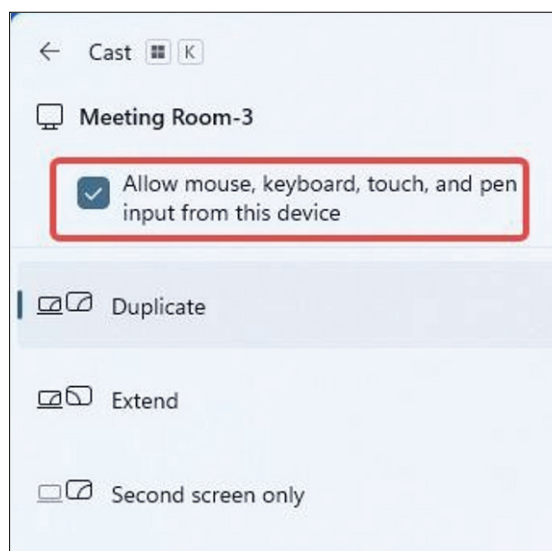 Cast K
Meeting Room-3
Allow mouse, keyboard, touch, and pen
input from this device
Duplicate
Extend
Second screen only